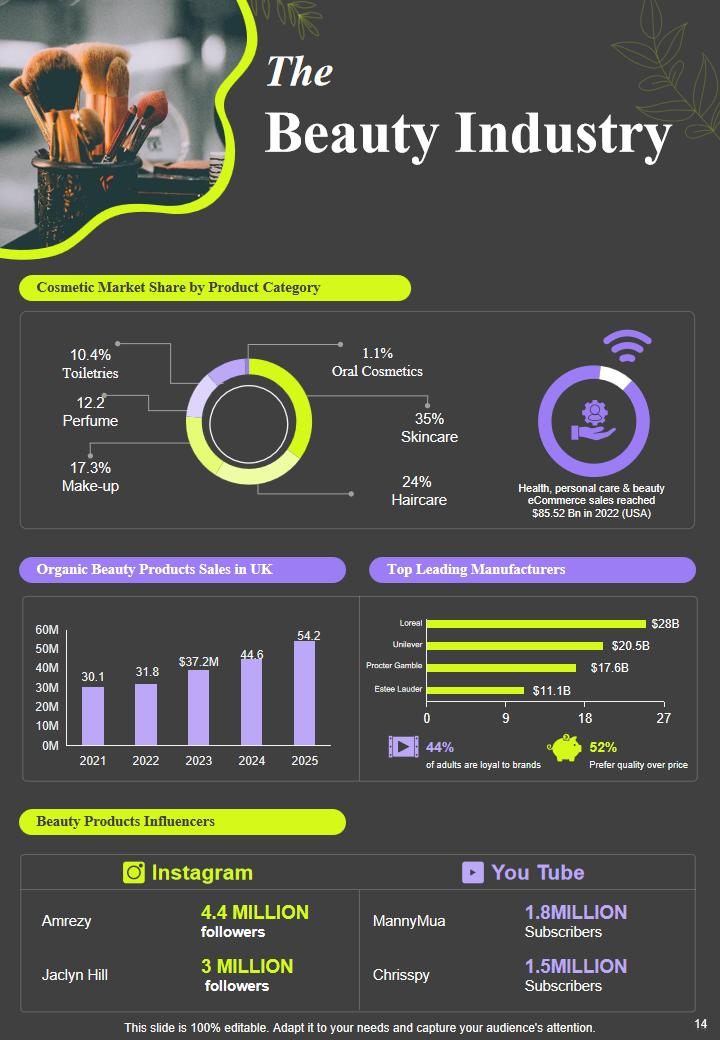 The
Beauty Industry
Cosmetic Market Share by Product Category
10.4%
Toiletries
12.2
Perfume
17.3%
Make-up
1.1%
Oral Cosmetics
35%
Skincare
24%
Haircare
Health, personal care & beauty
eCommerce sales reached
$85.52 Bn in 2022 (USA)
Organic Beauty Products Sales in UK
60M
50M
40M
30M
20M
10M
0M
30.1
31.8
$37.2M
44.6
54.2
2021
2022
2023
2024
2025
Top Leading Manufacturers
Loreal
$28B
Unilever
$20.5B
Procter Gamble
$17.6B
Estee Lauder
$11.1B
0
9
18
27
44%
of adults are loyal to brands
52%
Prefer quality over price
Beauty Products Influencers
Instagram
Amrezy
4.4 MILLION
followers
Jaclyn Hill
3 MILLION
followers
You Tube
MannyMua
1.8MILLION
Subscribers
Chrisspy
1.5MILLION
Subscribers
This slide is 100% editable. Adapt it to your needs and capture your audience's attention.
14